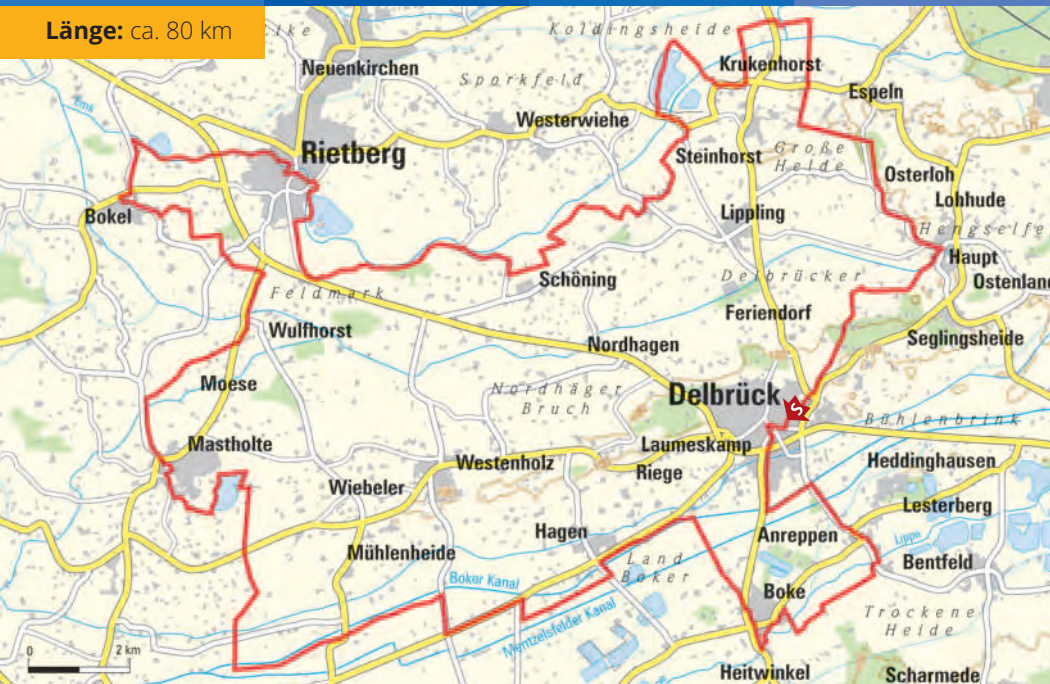 Länge: ca. 80 km
Koldingsheide
Neuenkirchen
Krukenhorst
Sporkfeld
Espeln
Ems
Westerwiehe
Rietberg
Steinhorst
Große
Heide
Osterloh
Lohhude
Bokel
Lippling
Hengselfe
Haupt
Delbrücker
Schöning
Ostenland
Feldmark
Feriendorf
Wulfhorst
Seglingsheide
Nordhagen
Moese
Nordhäger
Bruch
Delbrück
S
Bühlenbrink
Mastholte
Laumeskamp
Westenholz
Riege
Heddinghausen
Wiebeler
Lesterberg
Hagen
Anreppen
Lippe
Mühlenheide
Land
Boker
Bentfeld
Boker Kanal
Boke
Mentzelsfelder Kanal
Trockene
Heide
0
2 km
Heitwinkel
Scharmede